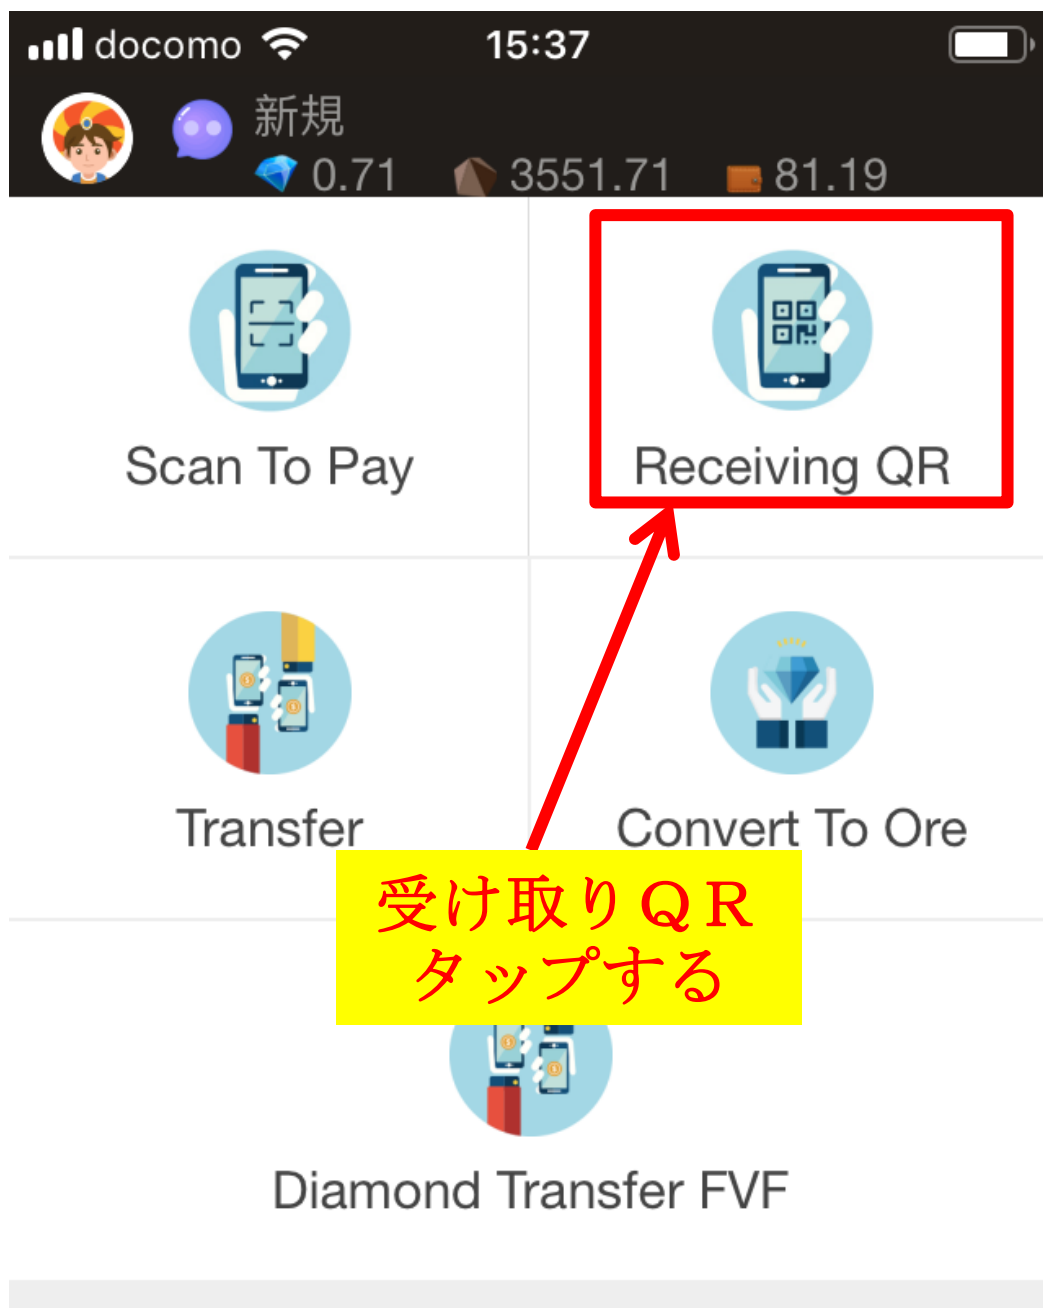 docomo 15:37
新規
0.71 3551.71 81.19
Scan To Pay
Receiving QR
Transfer
Convert To Ore
受け取りＱＲ
タップする
Diamond Transfer FVF